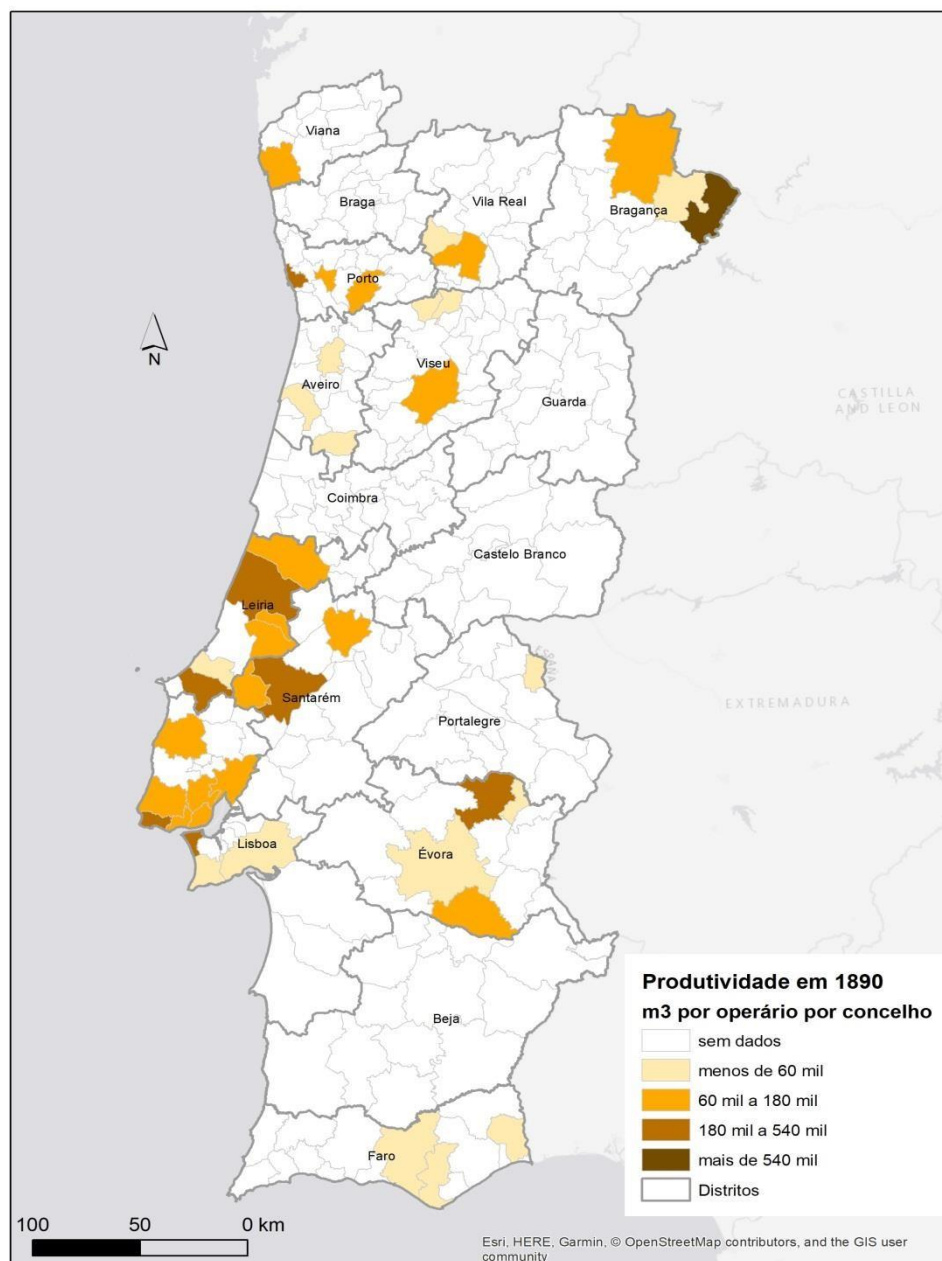 Viana
Braga
Vila Real
Bragança
Porto
N
Viseu
Aveiro
Guarda
CASTILLA
AND LEON
Coimbra
Castelo Branco
Leiria
Santarém
EXTREMADURA
Portalegre
Lisboa
Évora
Beja
Faro
Produtividade em 1890
m3 por operário por concelho
sem dados
menos de 60 mil
60 mil a 180 mil
180 mil a 540 mil
mais de 540 mil
Distritos
100 50 0 km
Esri, HERE, Garmin, © OpenStreetMap contributors, and the GIS user
community